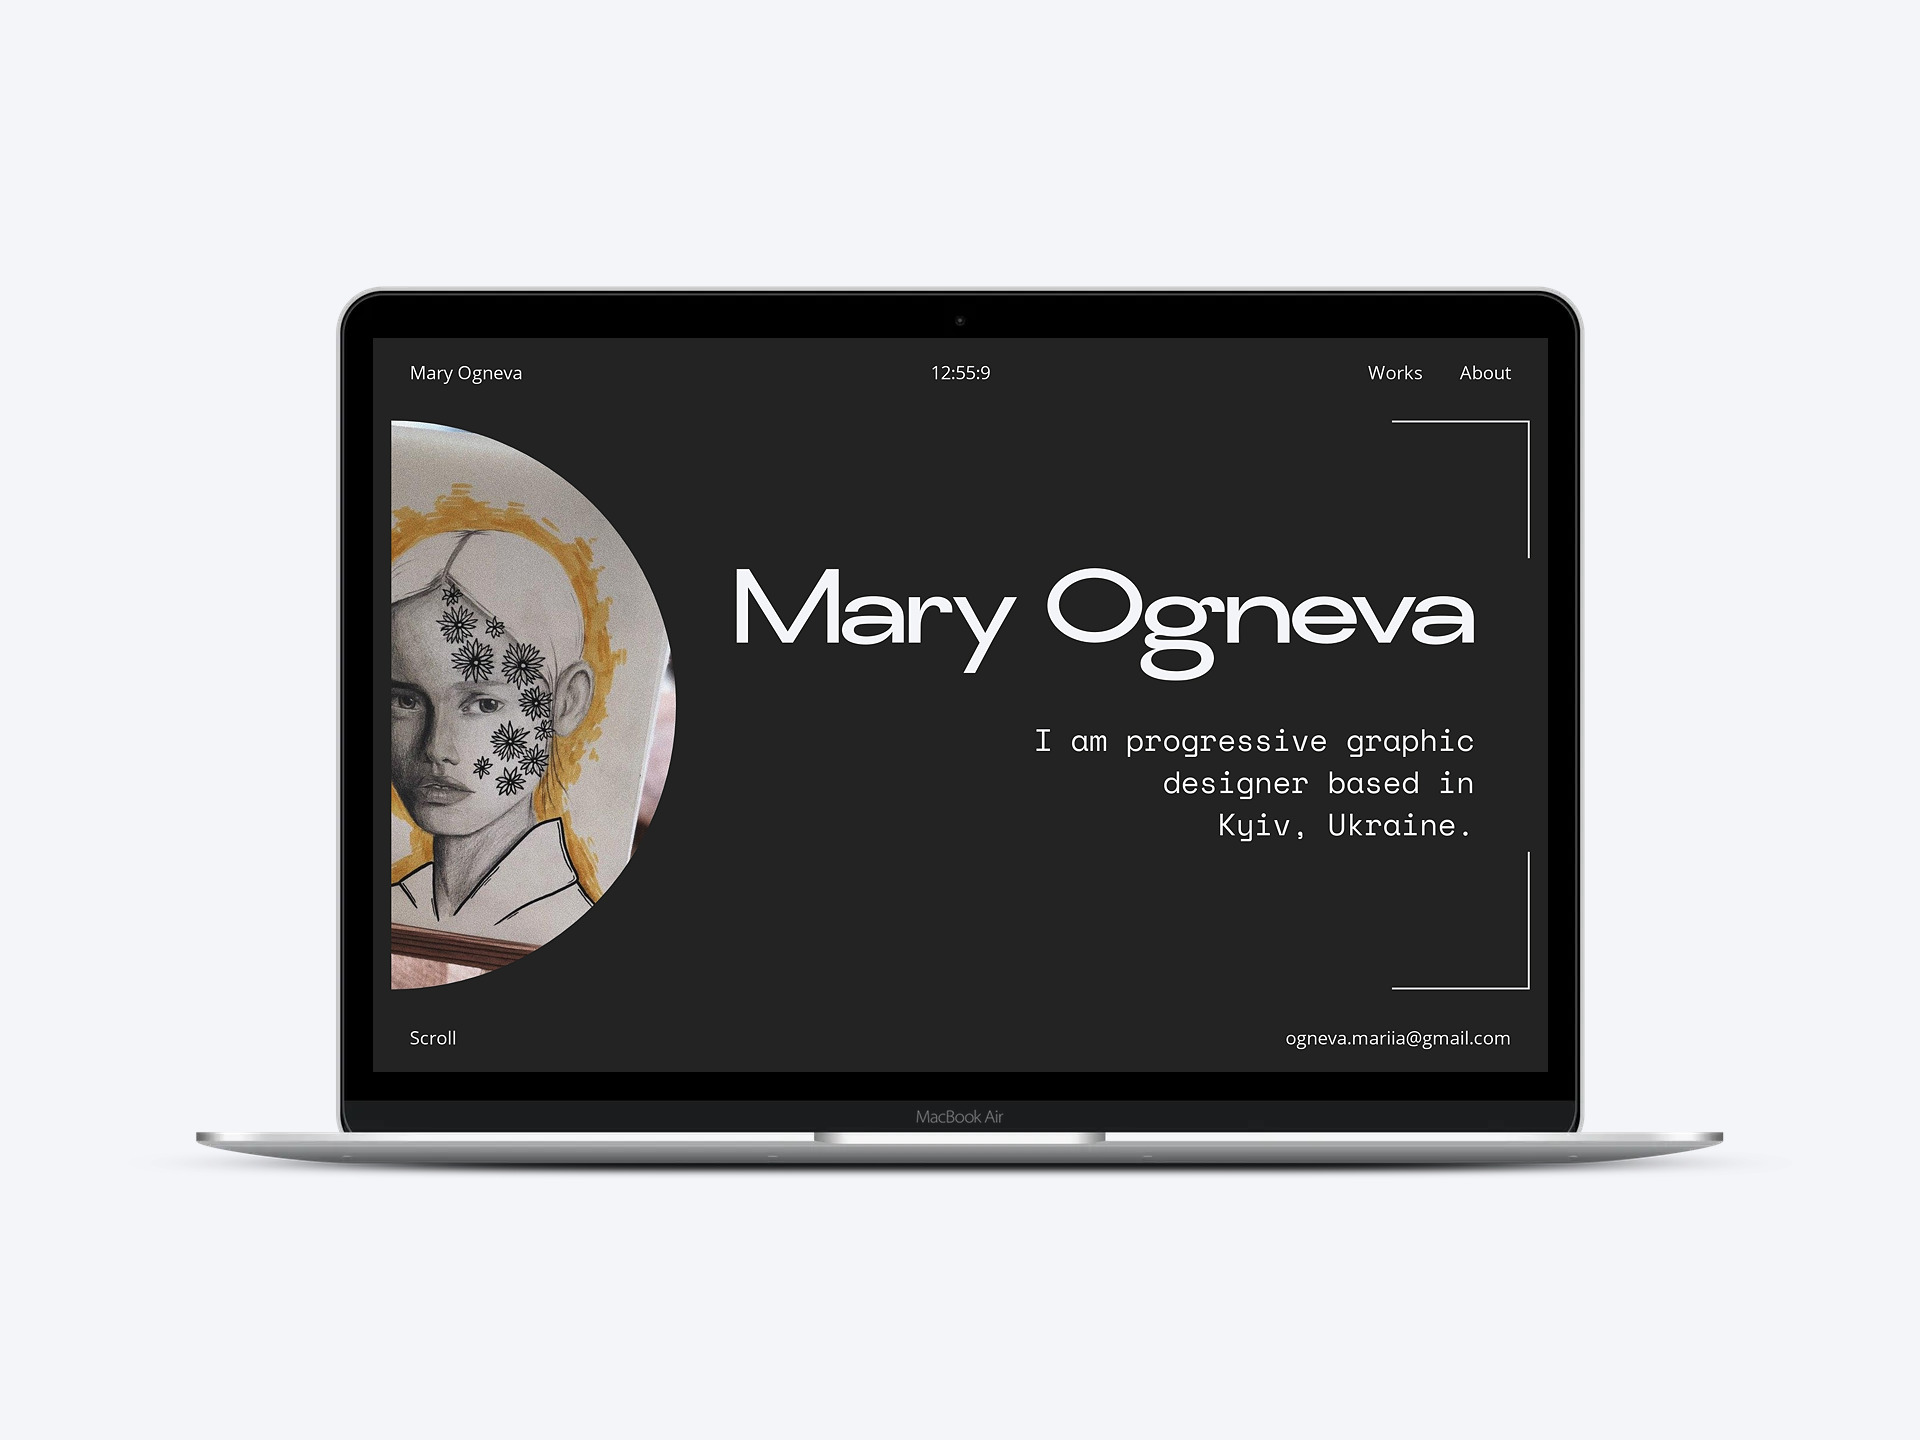 Mary Ogneva
12:55:9
Works
About
Mary Ogneva
I am progressive graphic
designer based in
Kyiv, Ukraine.
Scroll
ogneva.mariia@gmail.com
MacBook Air